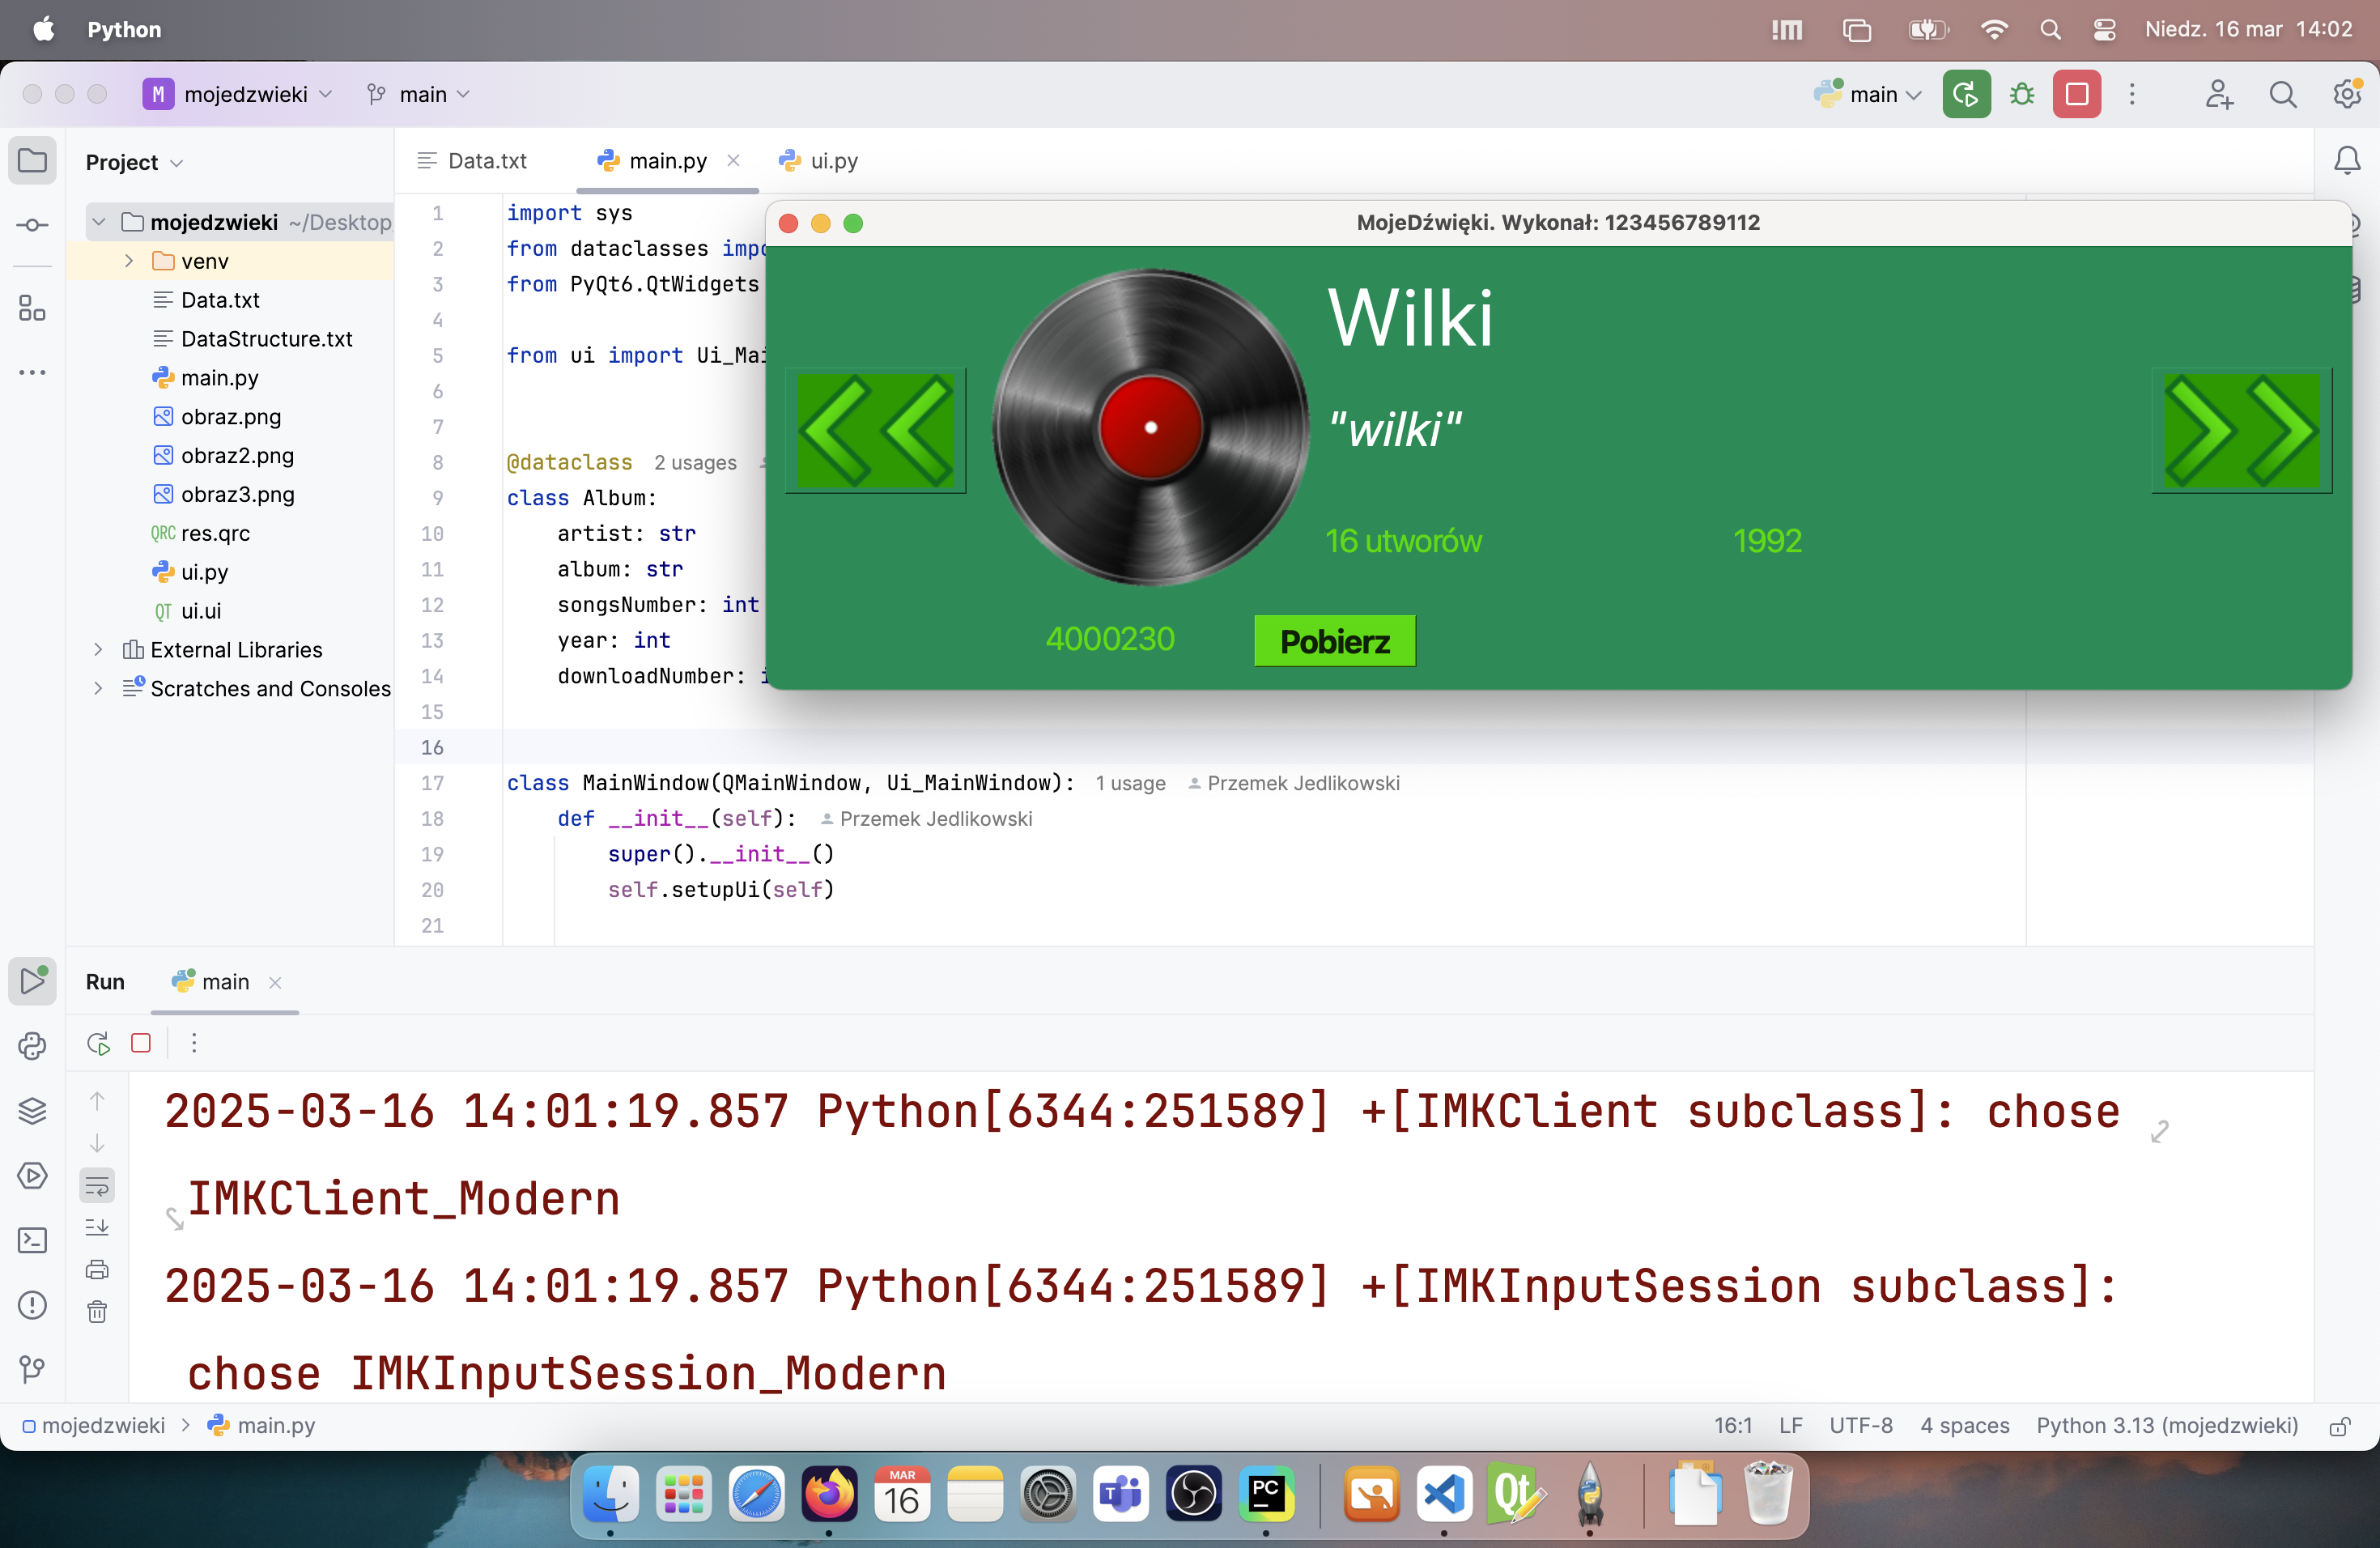 Python
Niedz. 16 mar 14:02
M mojedzwieki main
main
Project
Data.txt main.py ui.py
mojedzwieki ~/Desktop/
venv
Data.txt
DataStructure.txt
main.py
obraz.png
obraz2.png
obraz3.png
QRC res.qrc
ui.py
QT ui.ui
External Libraries
Scratches and Consoles
1 import sys
2 from dataclasses impo
3 from PyQt6.QtWidgets
4
5 from ui import Ui_Mai
6
7
8 @dataclass 2 usages
9 class Album:
10 artist: str
11 album: str
12 songsNumber: int
13 year: int
14 downloadNumber: i
15
16
17 class MainWindow(QMainWindow, Ui_MainWindow): 1 usage Przemek Jedlikowski
18 def __init__(self): Przemek Jedlikowski
19 super().__init__()
20 self.setupUi(self)
21
MojeDźwięki. Wykonał: 123456789112
Wilki
"wilki"
16 utworów 1992
4000230 Pobierz
Run main
2025-03-16 14:01:19.857 Python[6344:251589] +[IMKClient subclass]: chose
IMKClient_Modern
2025-03-16 14:01:19.857 Python[6344:251589] +[IMKInputSession subclass]:
chose IMKInputSession_Modern
mojedzwieki > main.py
16:1 LF UTF-8 4 spaces Python 3.13 (mojedzwieki)
MAR
16
T
PC
Qt